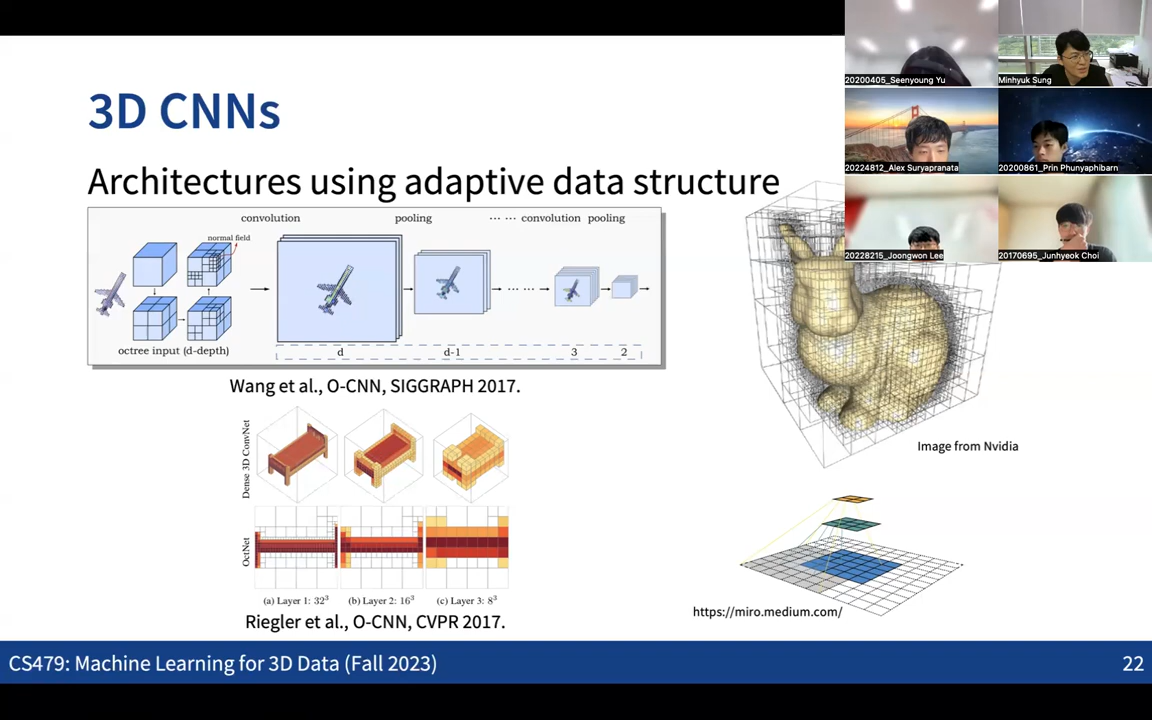 3D CNNs
Architectures using adaptive data structure
convolution pooling ... ... convolution pooling
normal field
octree input (d-depth)
d d-1 3 2
Wang et al., O-CNN, SIGGRAPH 2017.
Dense 3D ConvNet
OctNet
(a) Layer 1: 32³ (b) Layer 2: 16³ (c) Layer 3: 8³
Riegler et al., O-CNN, CVPR 2017.
Image from Nvidia
https://miro.medium.com/
CS479: Machine Learning for 3D Data (Fall 2023)
22
20200405_Seenyoung Yu
Minhyuk Sung
20224812_Alex Suryapranata
20200861_Prin Phunyaphibarn
20228215_Joongwon Lee
20170695_Junhyeok Choi